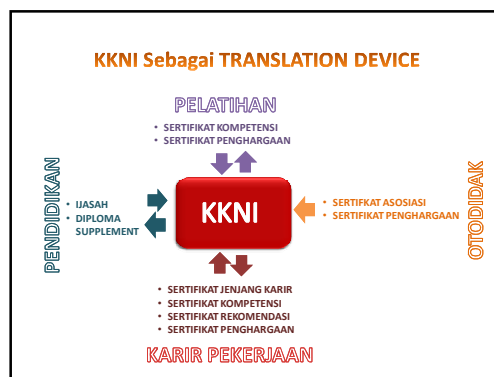 KKNI Sebagai TRANSLATION DEVICE
PELATIHAN
• SERTIFIKAT KOMPETENSI
• SERTIFIKAT PENGHARGAAN
PENDIDIKAN
• IJASAH
• DIPLOMA
SUPPLEMENT
KKNI
• SERTIFKAT ASOSIASI
• SERTIFIKAT PENGHARGAAN
OTODIDAK
• SERTIFIKAT JENJANG KARIR
• SERTIFIKAT KOMPETENSI
• SERTIFIKAT REKOMENDASI
• SERTIFIKAT PENGHARGAAN
KARIR PEKERJAAN